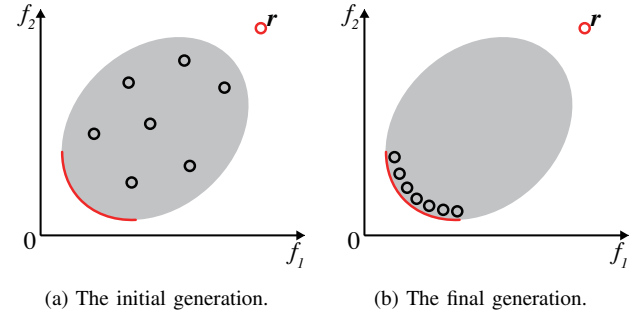 f2 r
0 f1
f2 r
0 f1
(a) The initial generation.
(b) The final generation.